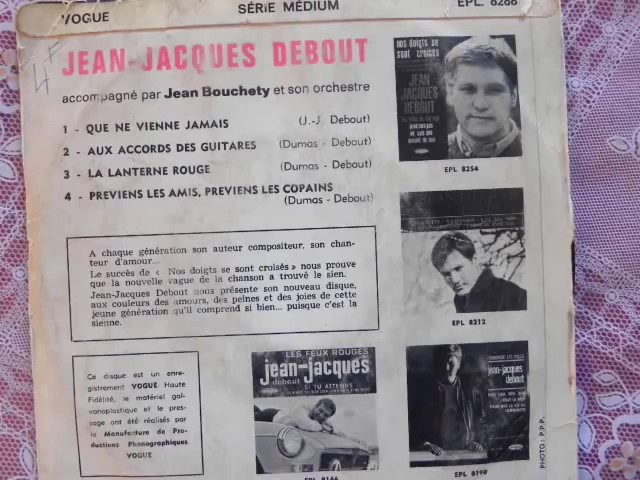 VOGUE SÉRIE MÉDIUM EPL. 8288
JEAN-JACQUES DEBOUT
accompagné par Jean Bouchety et son orchestre
1 - QUE NE VIENNE JAMAIS (J.-J. Debout)
2 - AUX ACCORDS DES GUITARES (Dumas - Debout)
3 - LA LANTERNE ROUGE (Dumas - Debout)
4 - PREVIENS LES AMIS, PREVIENS LES COPAINS
(Dumas - Debout)
A chaque génération son auteur compositeur, son chan-
teur d'amour...
Le succès de « Nos doigts se sont croisés » nous prouve
que la nouvelle vague de la chanson a trouvé le sien.
Jean-Jacques Debout nous présente son nouveau disque,
aux couleurs des amours, des peines et des joies de cette
jeune génération qu'il comprend si bien... puisque c'est la
sienne.
Ce disque est un enre-
gistrement VOGUE Haute
Fidélité, le matériel gal-
vanoplastique et le pres-
sage ont été réalisés par
la Manufacture de Pro-
ductions Phonographiques
VOGUE
nos doigts se
sont croisés
JEAN
JACQUES
DEBOUT
EPL 8254
EPL 8212
LES FEUX ROUGES
jean-jacques
debout
SI TU ATTENDS
EPL 8166
jean-jacques
debout
EPL 8190
PHOTO : P.P.P.